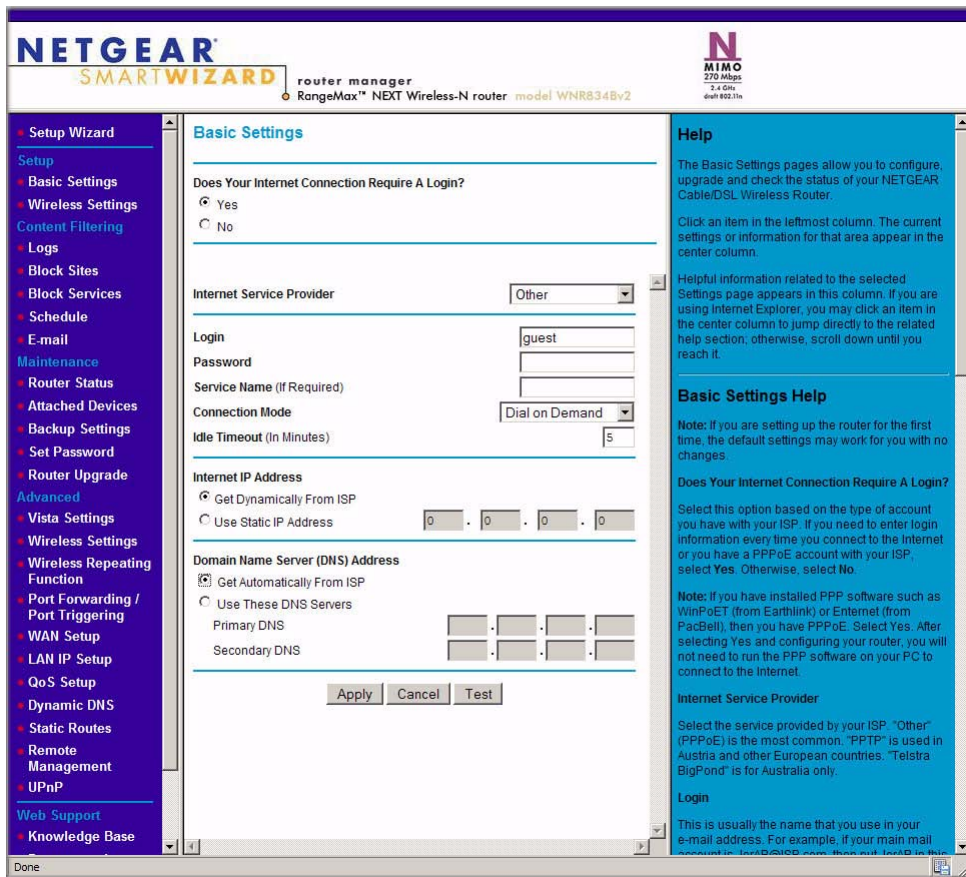 NETGEAR
SMARTWIZARD
router manager
RangeMax™ NEXT Wireless-N router model WNR834Bv2
N
MIMO
270 Mbps
2.4 GHz
draft 802.11n
Setup Wizard
Setup
Basic Settings
Wireless Settings
Content Filtering
Logs
Block Sites
Block Services
Schedule
E-mail
Maintenance
Router Status
Attached Devices
Backup Settings
Set Password
Router Upgrade
Advanced
Vista Settings
Wireless Settings
Wireless Repeating
Function
Port Forwarding /
Port Triggering
WAN Setup
LAN IP Setup
QoS Setup
Dynamic DNS
Static Routes
Remote
Management
UPnP
Web Support
Knowledge Base
Basic Settings
Does Your Internet Connection Require A Login?
Yes
No
Internet Service Provider Other
Login guest
Password
Service Name (If Required)
Connection Mode Dial on Demand
Idle Timeout (In Minutes) 5
Internet IP Address
Get Dynamically From ISP
Use Static IP Address 0 . 0 . 0 . 0
Domain Name Server (DNS) Address
Get Automatically From ISP
Use These DNS Servers
Primary DNS . . .
Secondary DNS . . .
Apply Cancel Test
Help
The Basic Settings pages allow you to configure,
upgrade and check the status of your NETGEAR
Cable/DSL Wireless Router.
Click an item in the leftmost column. The current
settings or information for that area appear in the
center column.
Helpful information related to the selected
Settings page appears in this column. If you are
using Internet Explorer, you may click an item in
the center column to jump directly to the related
help section; otherwise, scroll down until you
reach it.
Basic Settings Help
Note: If you are setting up the router for the first
time, the default settings may work for you with no
changes.
Does Your Internet Connection Require A Login?
Select this option based on the type of account
you have with your ISP. If you need to enter login
information every time you connect to the Internet
or you have a PPPoE account with your ISP,
select Yes. Otherwise, select No.
Note: If you have installed PPP software such as
WinPoET (from Earthlink) or Enternet (from
PacBell), then you have PPPoE. Select Yes. After
selecting Yes and configuring your router, you will
not need to run the PPP software on your PC to
connect to the Internet.
Internet Service Provider
Select the service provided by your ISP. "Other"
(PPPoE) is the most common. "PPTP" is used in
Austria and other European countries. "Telstra
BigPond" is for Australia only.
Login
This is usually the name that you use in your
e-mail address. For example, if your main mail
account is JerAB@ISP.com, then put JerAB in this
Done